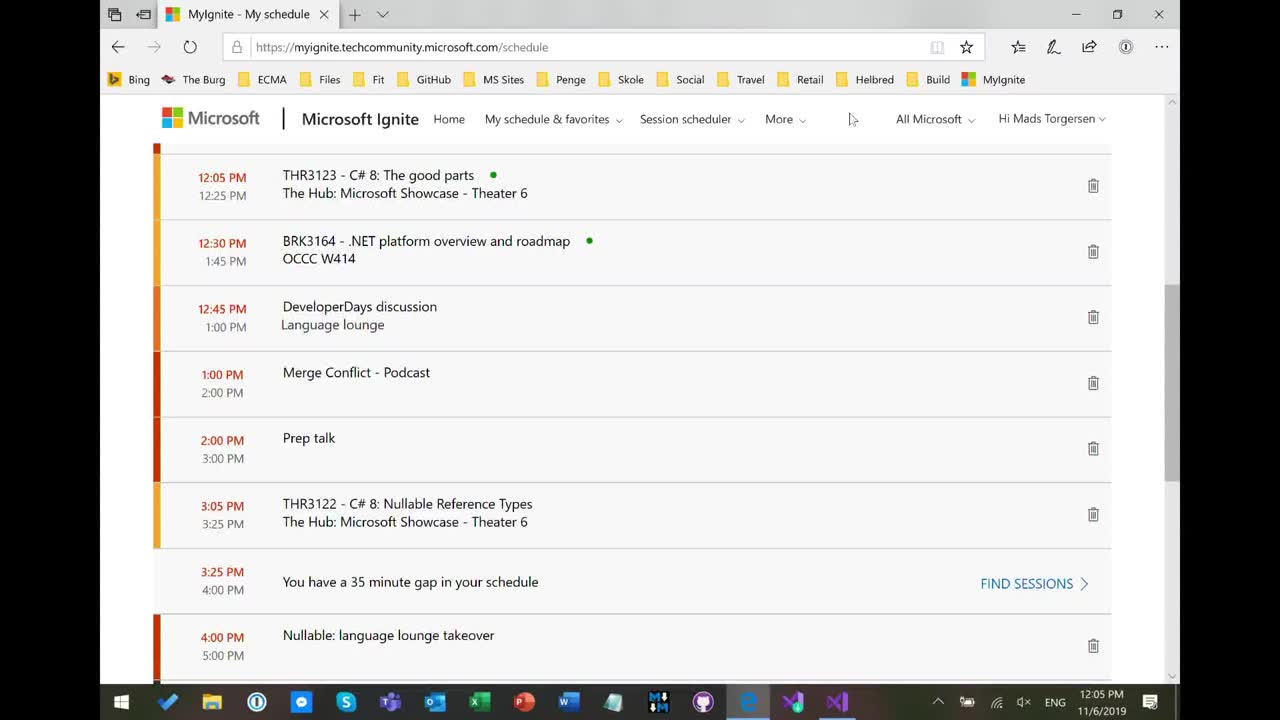 MyIgnite - My schedule
https://myignite.techcommunity.microsoft.com/schedule
Bing The Burg ECMA Files Fit GitHub MS Sites Penge Skole Social Travel Retail Helbred Build MyIgnite
Microsoft | Microsoft Ignite Home My schedule & favorites Session scheduler More All Microsoft Hi Mads Torgersen
12:05 PM THR3123 - C# 8: The good parts
12:25 PM The Hub: Microsoft Showcase - Theater 6
12:30 PM BRK3164 - .NET platform overview and roadmap
1:45 PM OCCC W414
12:45 PM DeveloperDays discussion
1:00 PM Language lounge
1:00 PM Merge Conflict - Podcast
2:00 PM
2:00 PM Prep talk
3:00 PM
3:05 PM THR3122 - C# 8: Nullable Reference Types
3:25 PM The Hub: Microsoft Showcase - Theater 6
3:25 PM You have a 35 minute gap in your schedule FIND SESSIONS
4:00 PM
4:00 PM Nullable: language lounge takeover
5:00 PM
ENG 12:05 PM
11/6/2019